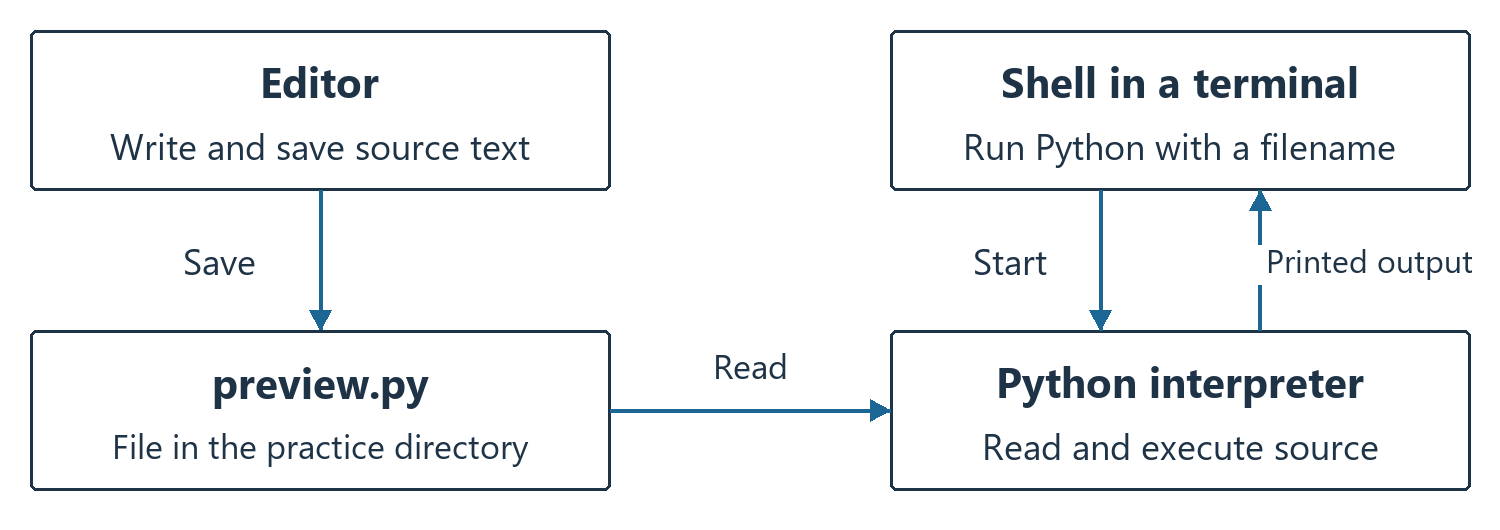 Editor
Write and save source text
Shell in a terminal
Run Python with a filename
Save
Start
Printed output
preview.py
File in the practice directory
Read
Python interpreter
Read and execute source